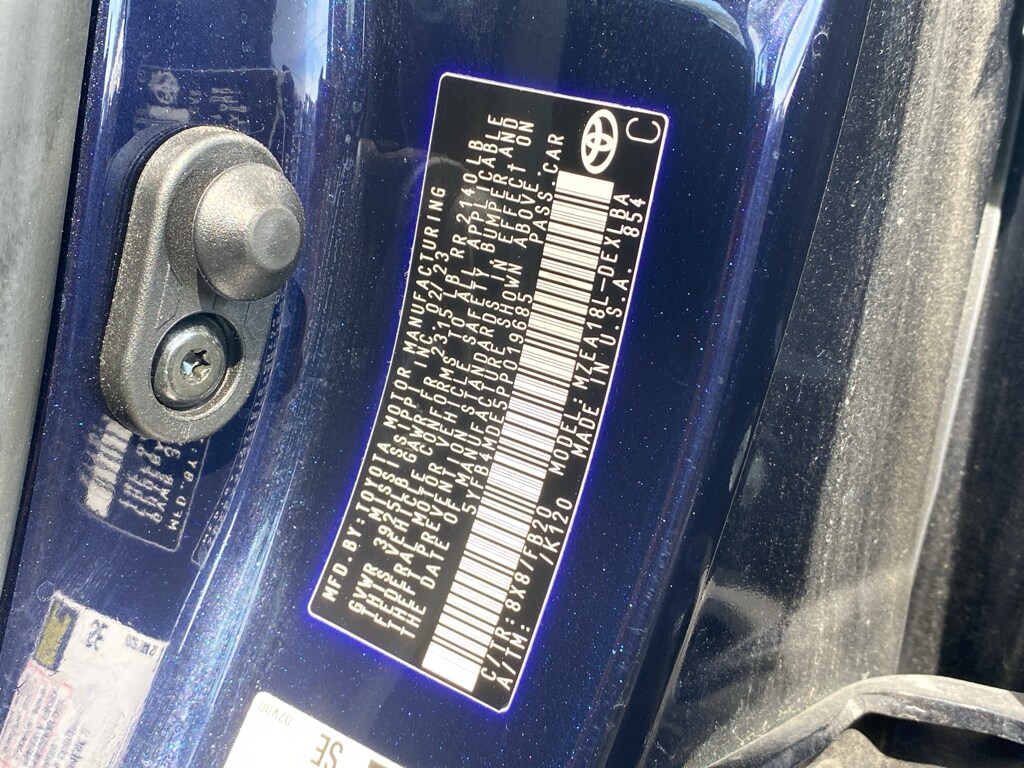 MFD.BY:TOYOTA MOTOR MANUFACTURING
MISSISSIPPI, INC. 02/23
GVWR 3925LB GAWR FR 2315LB RR 2140LB
THIS VEHICLE CONFORMS TO ALL APPLICABLE
FEDERAL MOTOR VEHICLE SAFETY, BUMPER, AND
THEFT PREVENTION STANDARDS IN EFFECT ON
THE DATE OF MANUFACTURE SHOWN ABOVE.
5YFB4MDE5PP019685 PASS.CAR
C/TR:8X8/FB20 MODEL:MZEA18L-DEXLBA
A/TM: /K120 MADE IN U.S.A. 854
C
SE